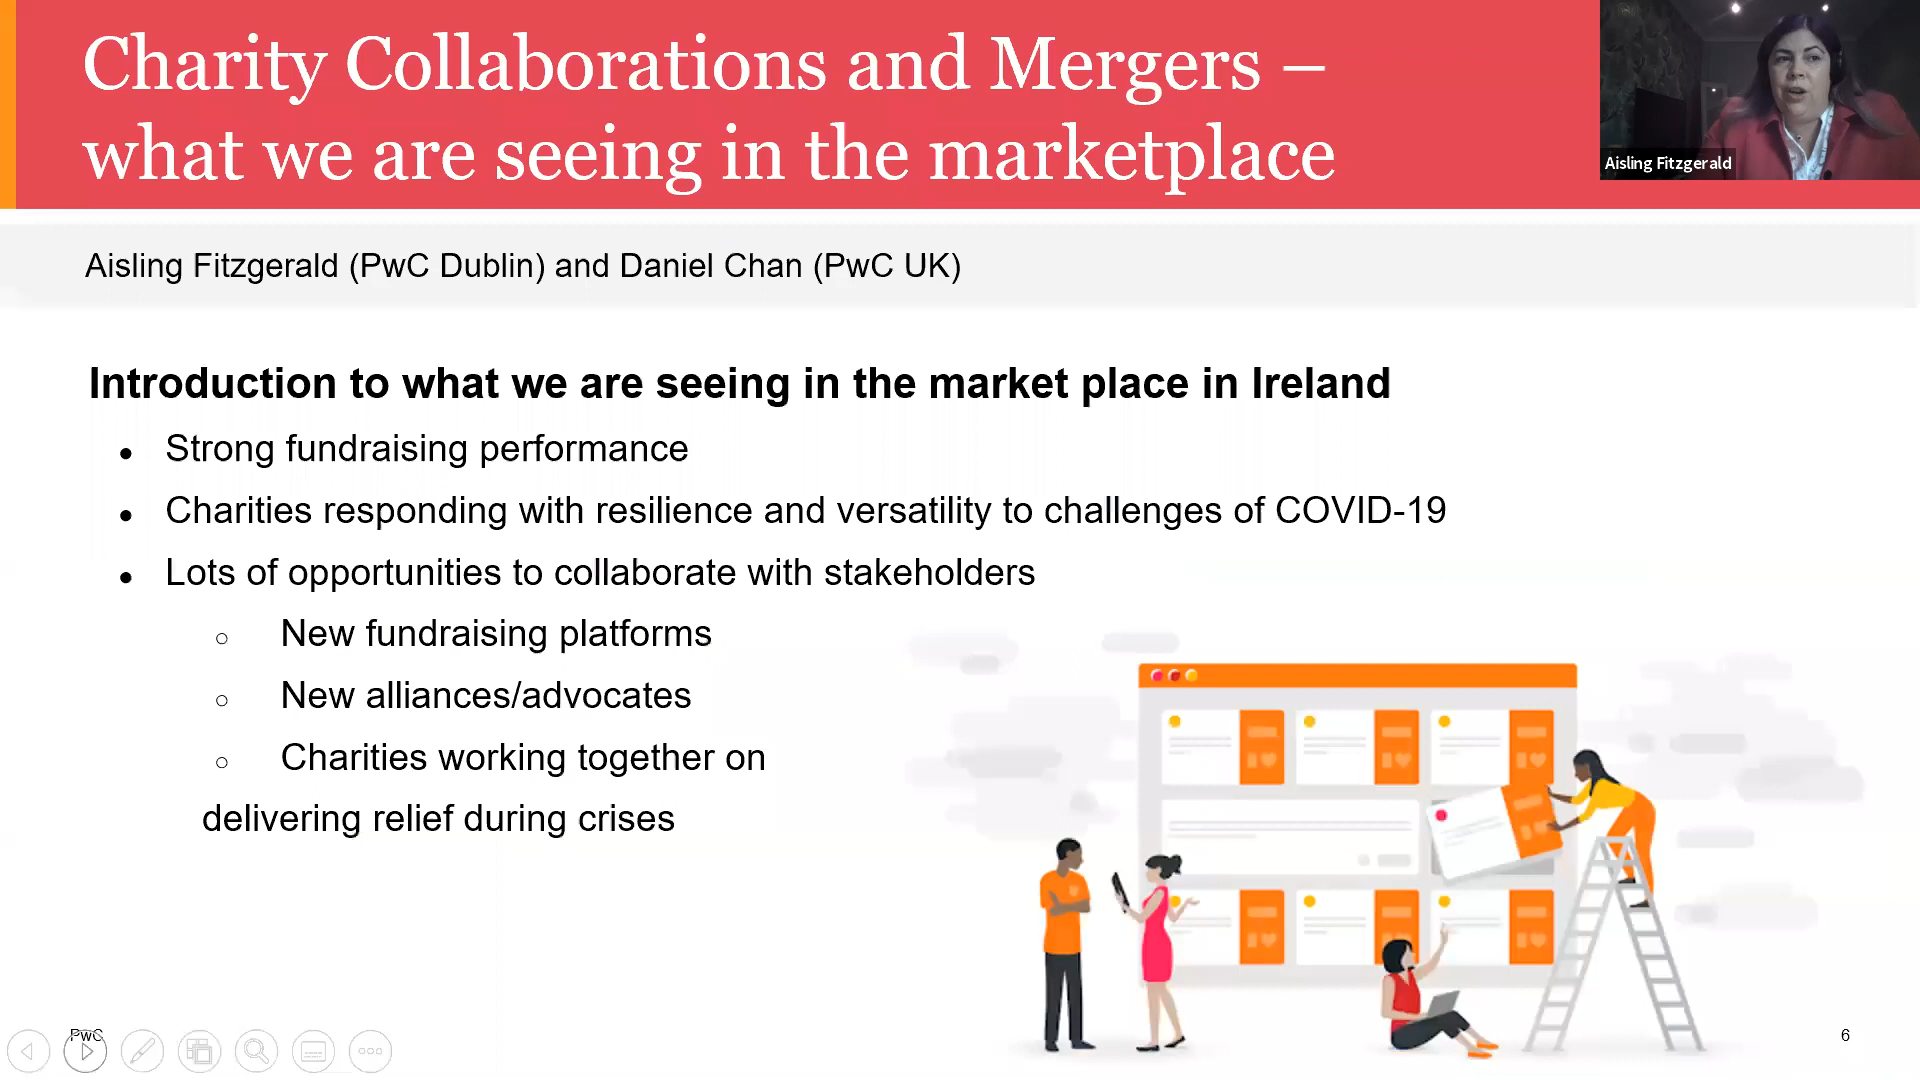 Charity Collaborations and Mergers –
what we are seeing in the marketplace
Aisling Fitzgerald
Aisling Fitzgerald (PwC Dublin) and Daniel Chan (PwC UK)
Introduction to what we are seeing in the market place in Ireland
● Strong fundraising performance
● Charities responding with resilience and versatility to challenges of COVID-19
● Lots of opportunities to collaborate with stakeholders
○ New fundraising platforms
○ New alliances/advocates
○ Charities working together on
delivering relief during crises
PwC
6